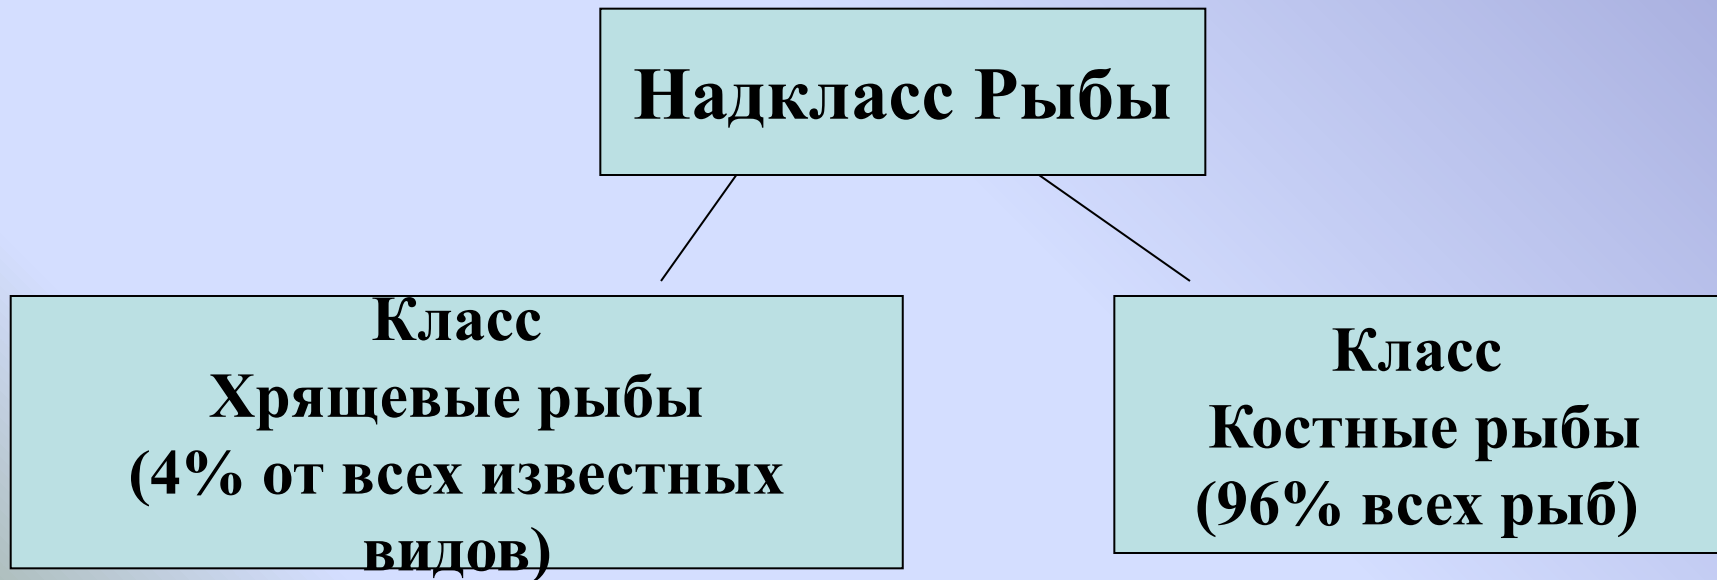 Надкласс Рыбы
Класс
Хрящевые рыбы
(4% от всех известных
видов)
Класс
Костные рыбы
(96% всех рыб)